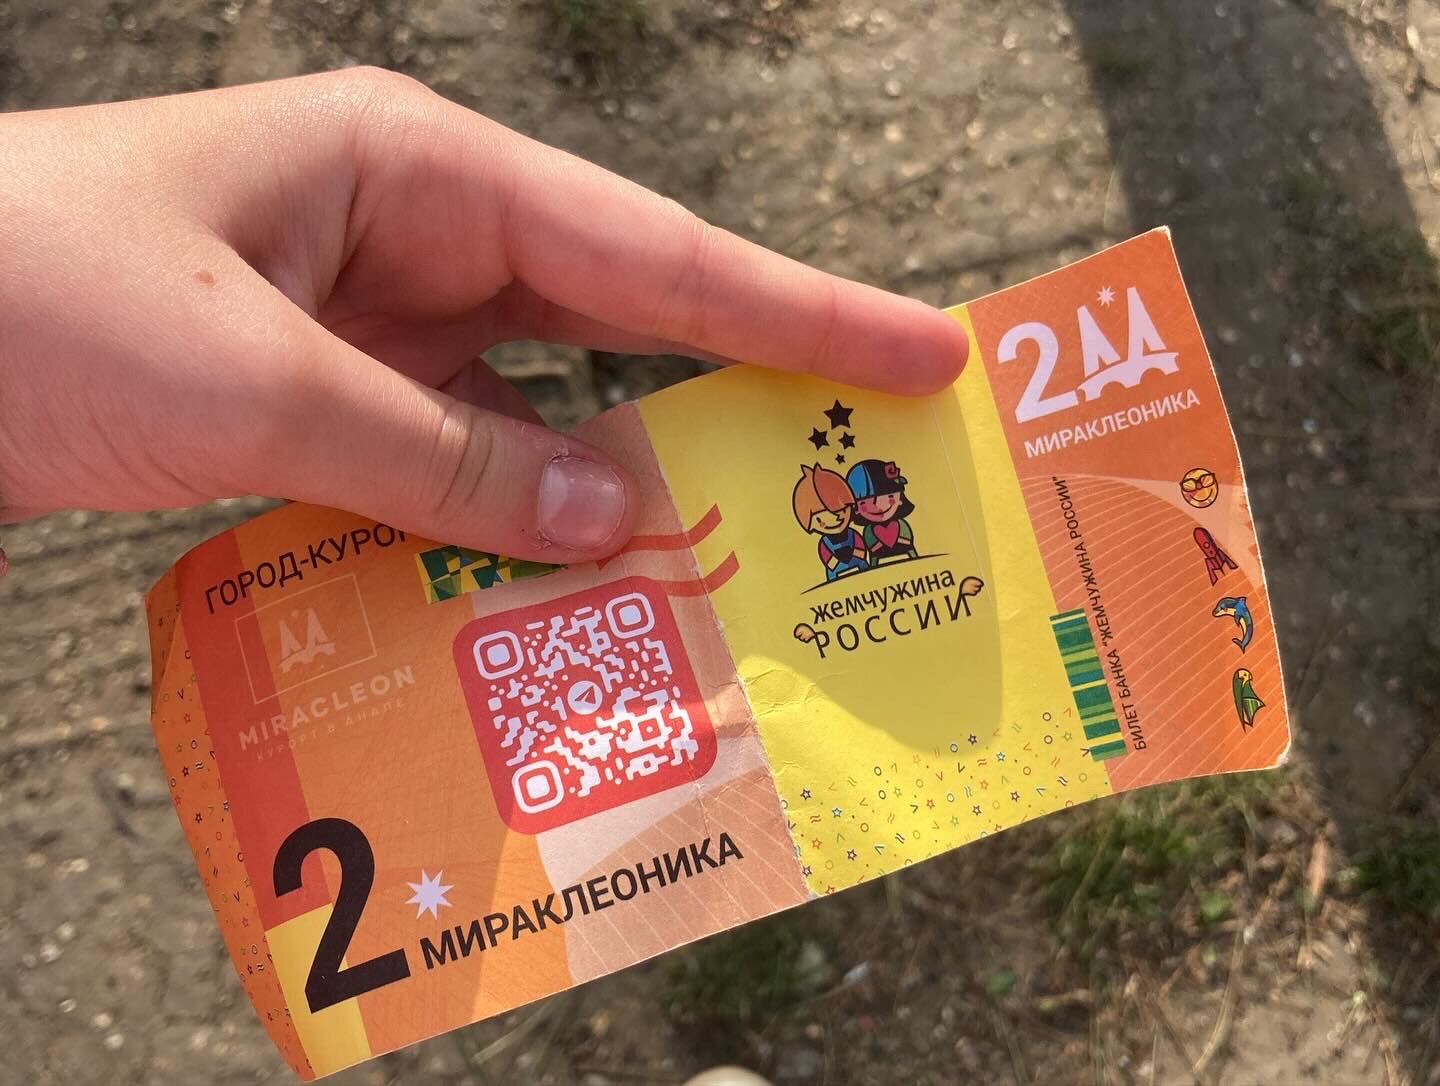 ГОРОД-КУРОР
MIRACLEON
КУРОРТ В АНАПЕ
2
МИРАКЛЕОНИКА
жемчужина
РОССИИ
2
МИРАКЛЕОНИКА
БИЛЕТ БАНКА "ЖЕМЧУЖИНА РОССИИ"